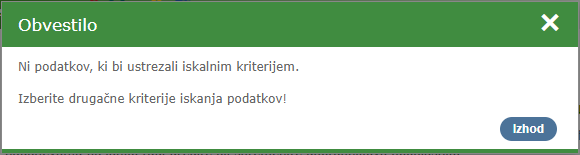 Obvestilo
Ni podatkov, ki bi ustrezali iskalnim kriterijem.
Izberite drugačne kriterije iskanja podatkov!
Izhod